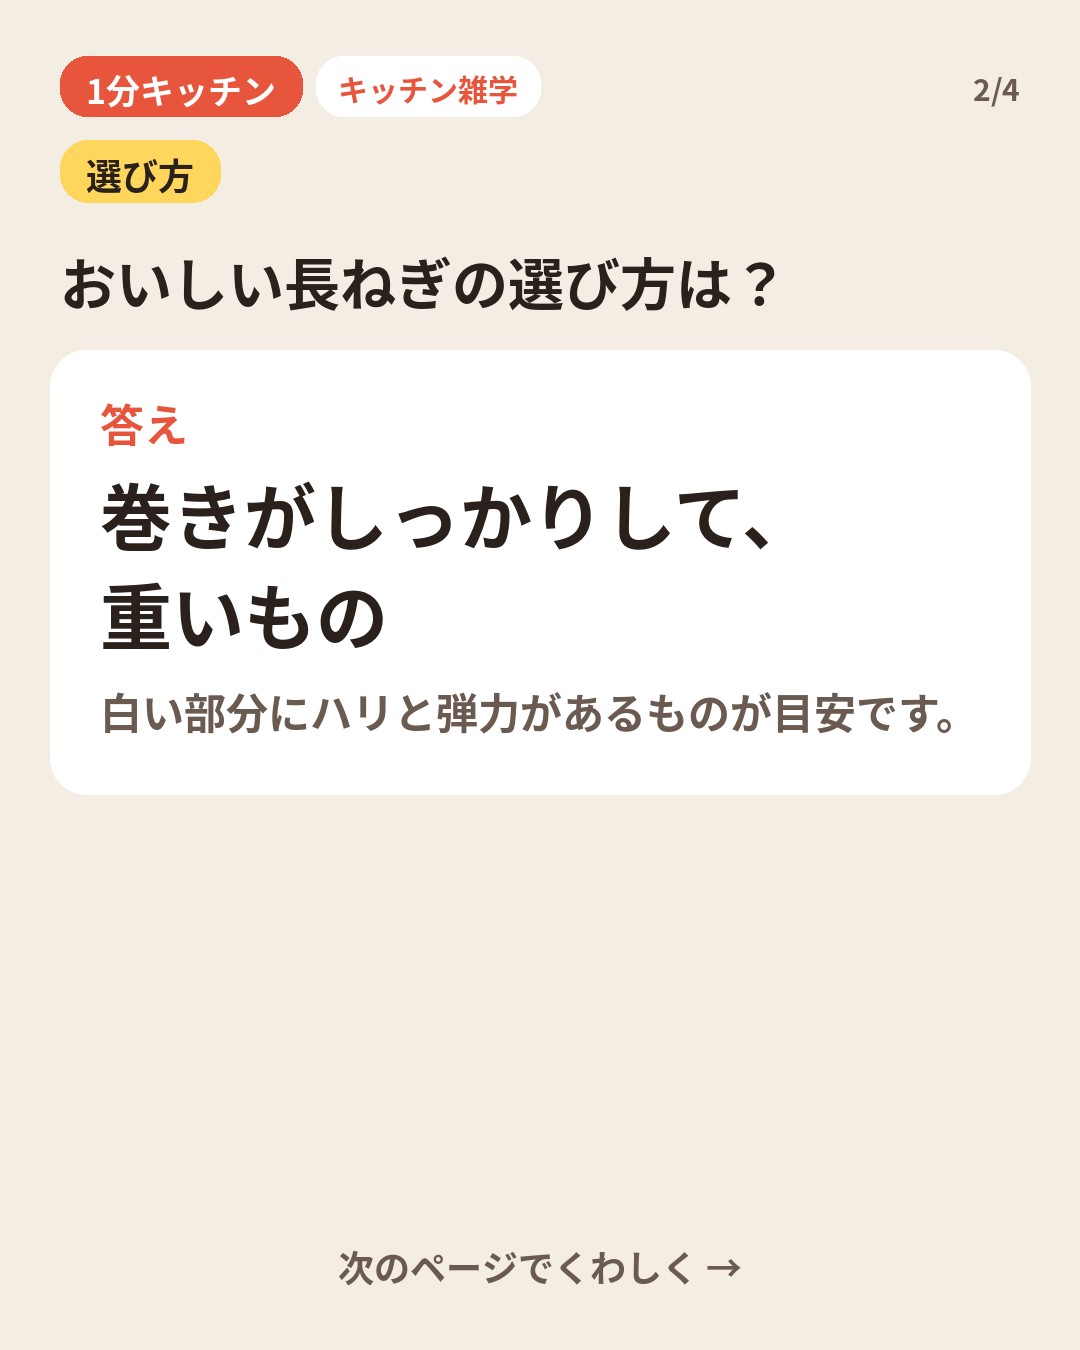 1分キッチン
キッチン雑学
2/4
選び方
おいしい長ねぎの選び方は？
答え
巻きがしっかりして、
重いもの
白い部分にハリと弾力があるものが目安です。
次のページでくわしく →